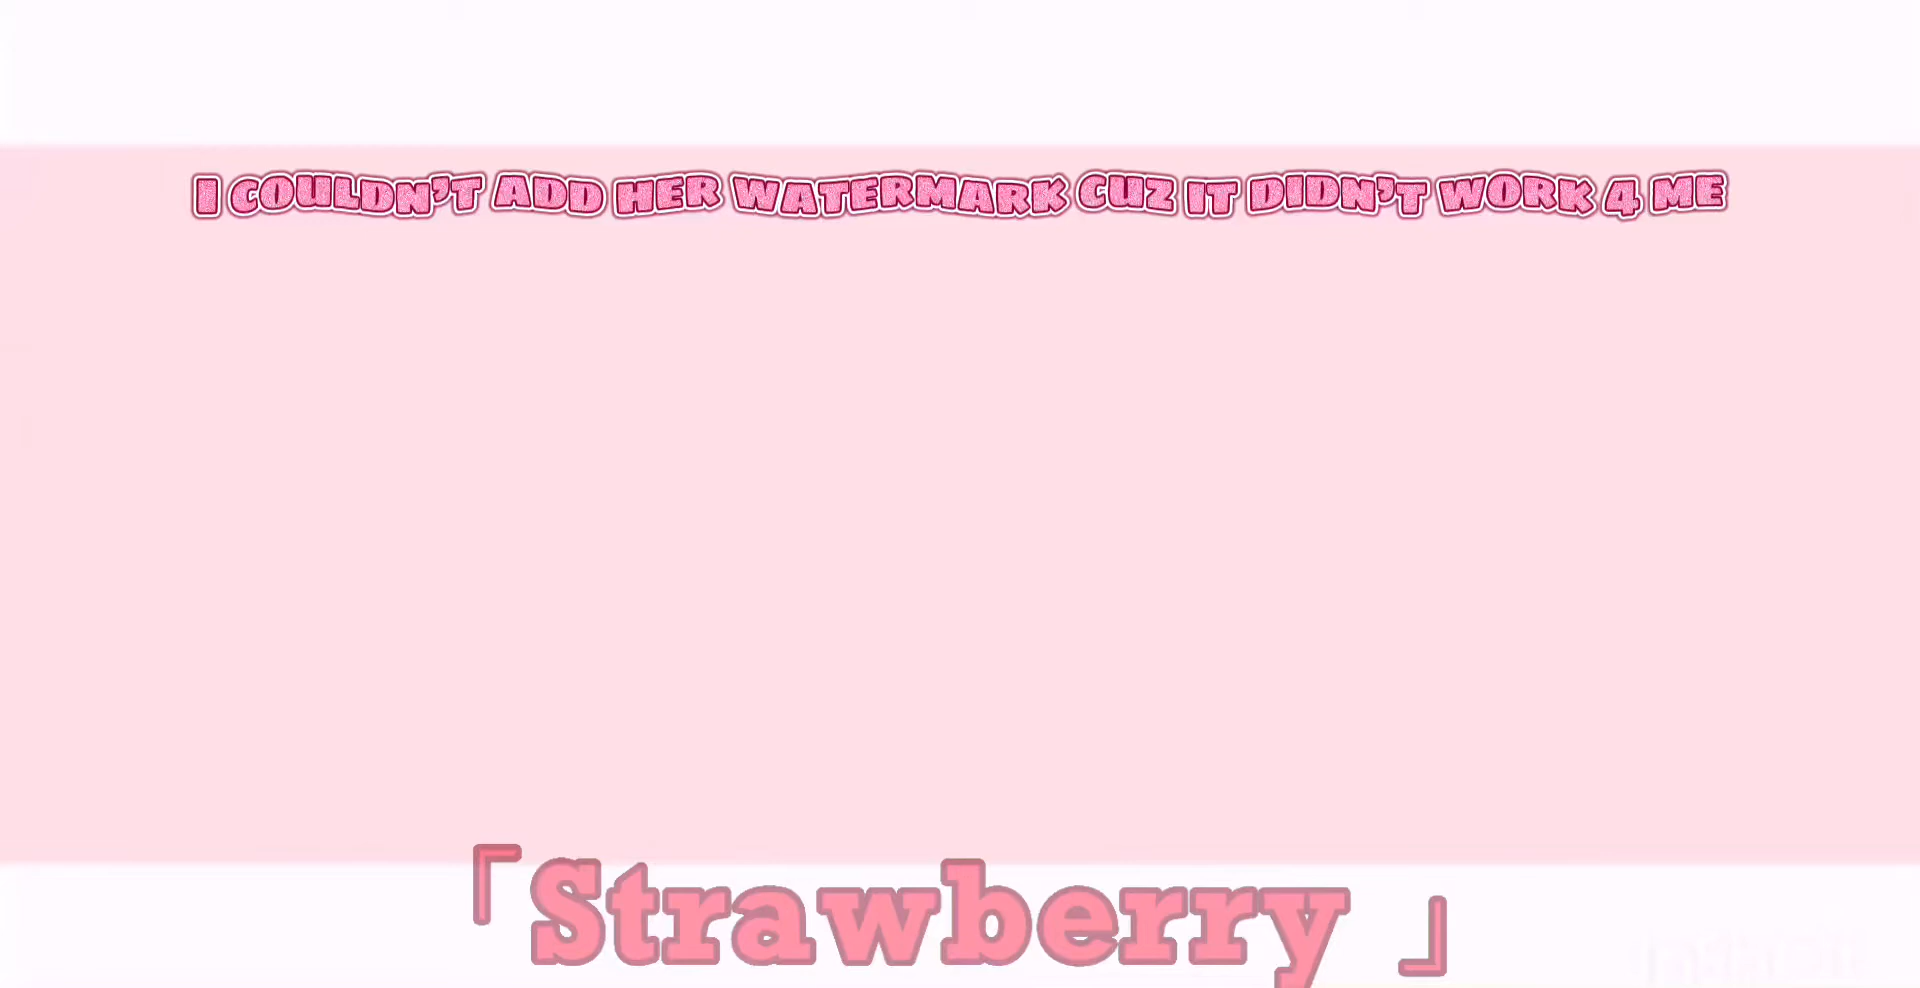 I COULDN'T ADD HER WATERMARK CUZ IT DIDN'T WORK 4 ME
「Strawberry 」